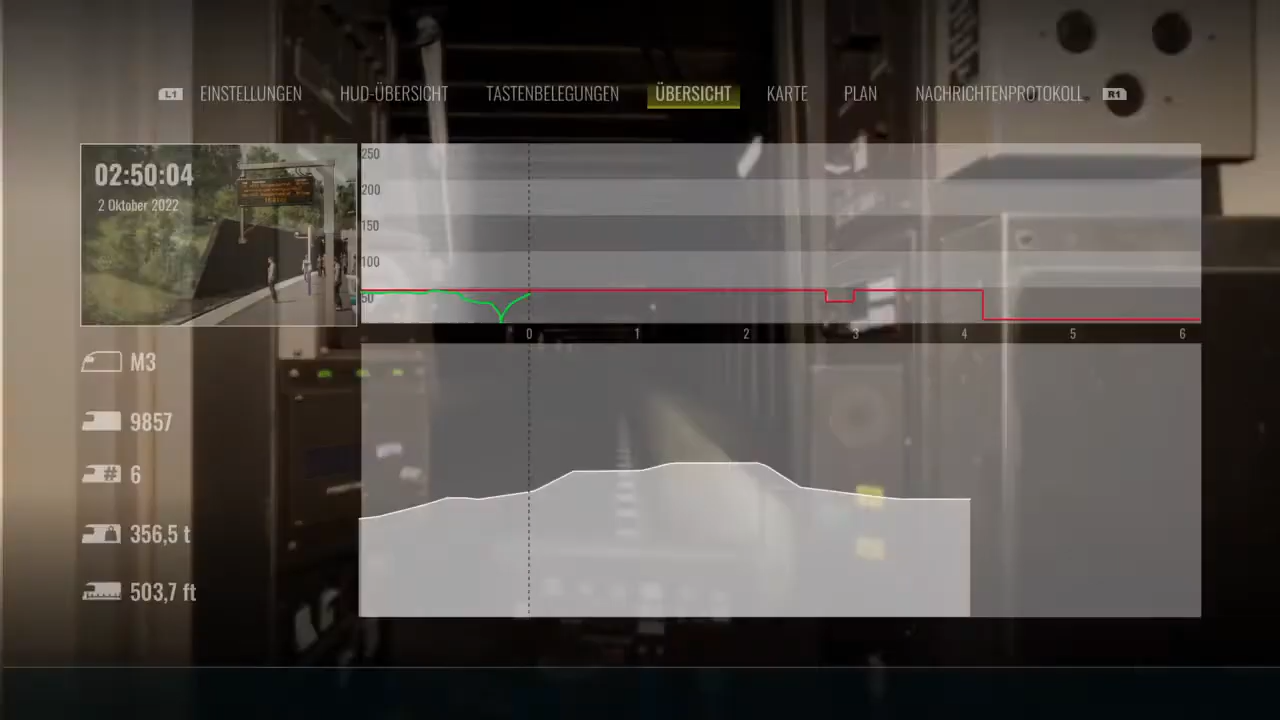 L1 EINSTELLUNGEN HUD-ÜBERSICHT TASTENBELEGUNGEN ÜBERSICHT KARTE PLAN NACHRICHTENPROTOKOLL R1
02:50:04
2 Oktober 2022
250
200
150
100
50
0 1 2 3 4 5 6
M3
9857
# 6
356,5 t
503,7 ft